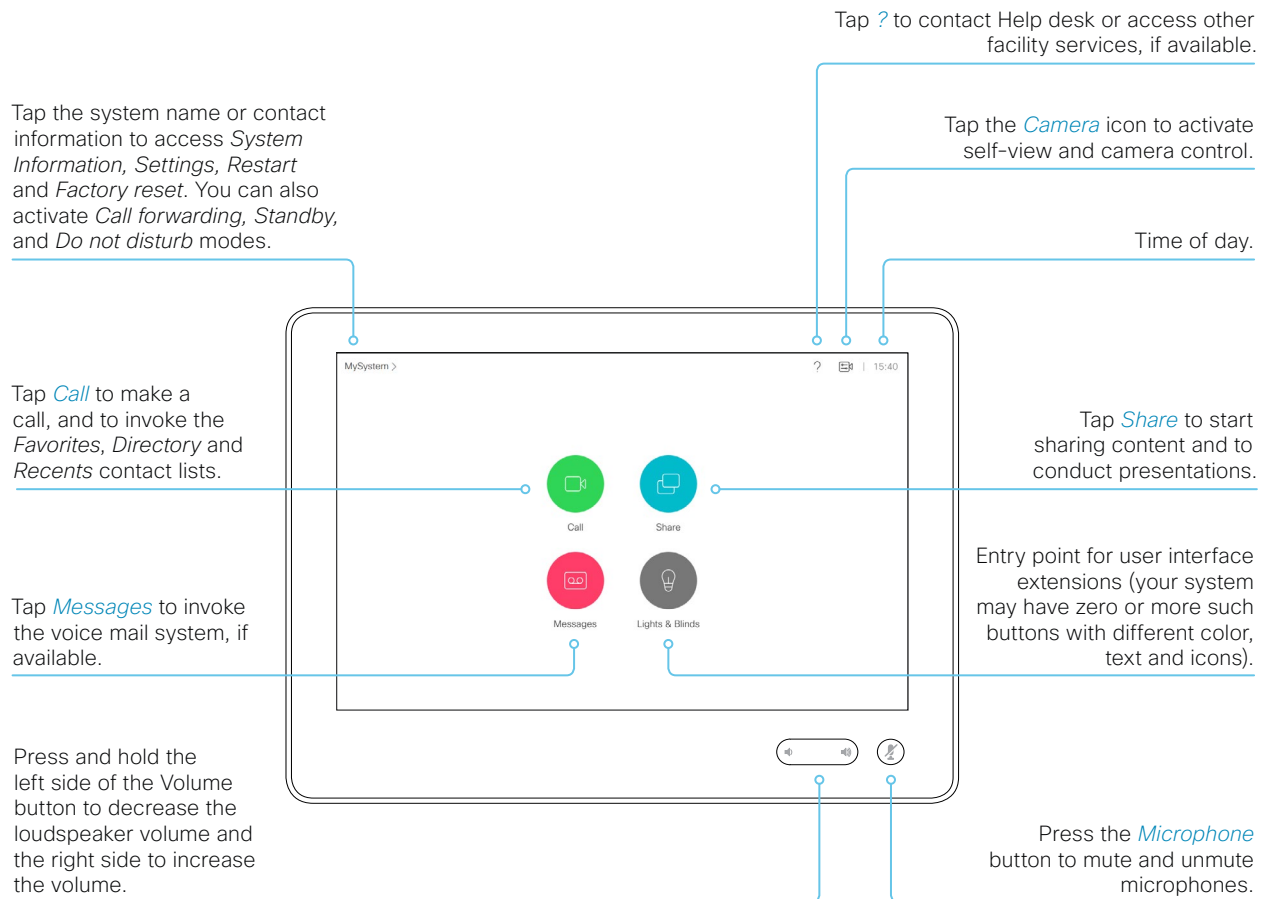 Tap ? to contact Help desk or access other
facility services, if available.
Tap the system name or contact
information to access System
Information, Settings, Restart
and Factory reset. You can also
activate Call forwarding, Standby,
and Do not disturb modes.
Tap the Camera icon to activate
self-view and camera control.
Time of day.
MySystem >
? | 15:40
Tap Call to make a
call, and to invoke the
Favorites, Directory and
Recents contact lists.
Tap Share to start
sharing content and to
conduct presentations.
Call
Share
Messages
Lights & Blinds
Tap Messages to invoke
the voice mail system, if
available.
Entry point for user interface
extensions (your system
may have zero or more such
buttons with different color,
text and icons).
Press and hold the
left side of the Volume
button to decrease the
loudspeaker volume and
the right side to increase
the volume.
Press the Microphone
button to mute and unmute
microphones.